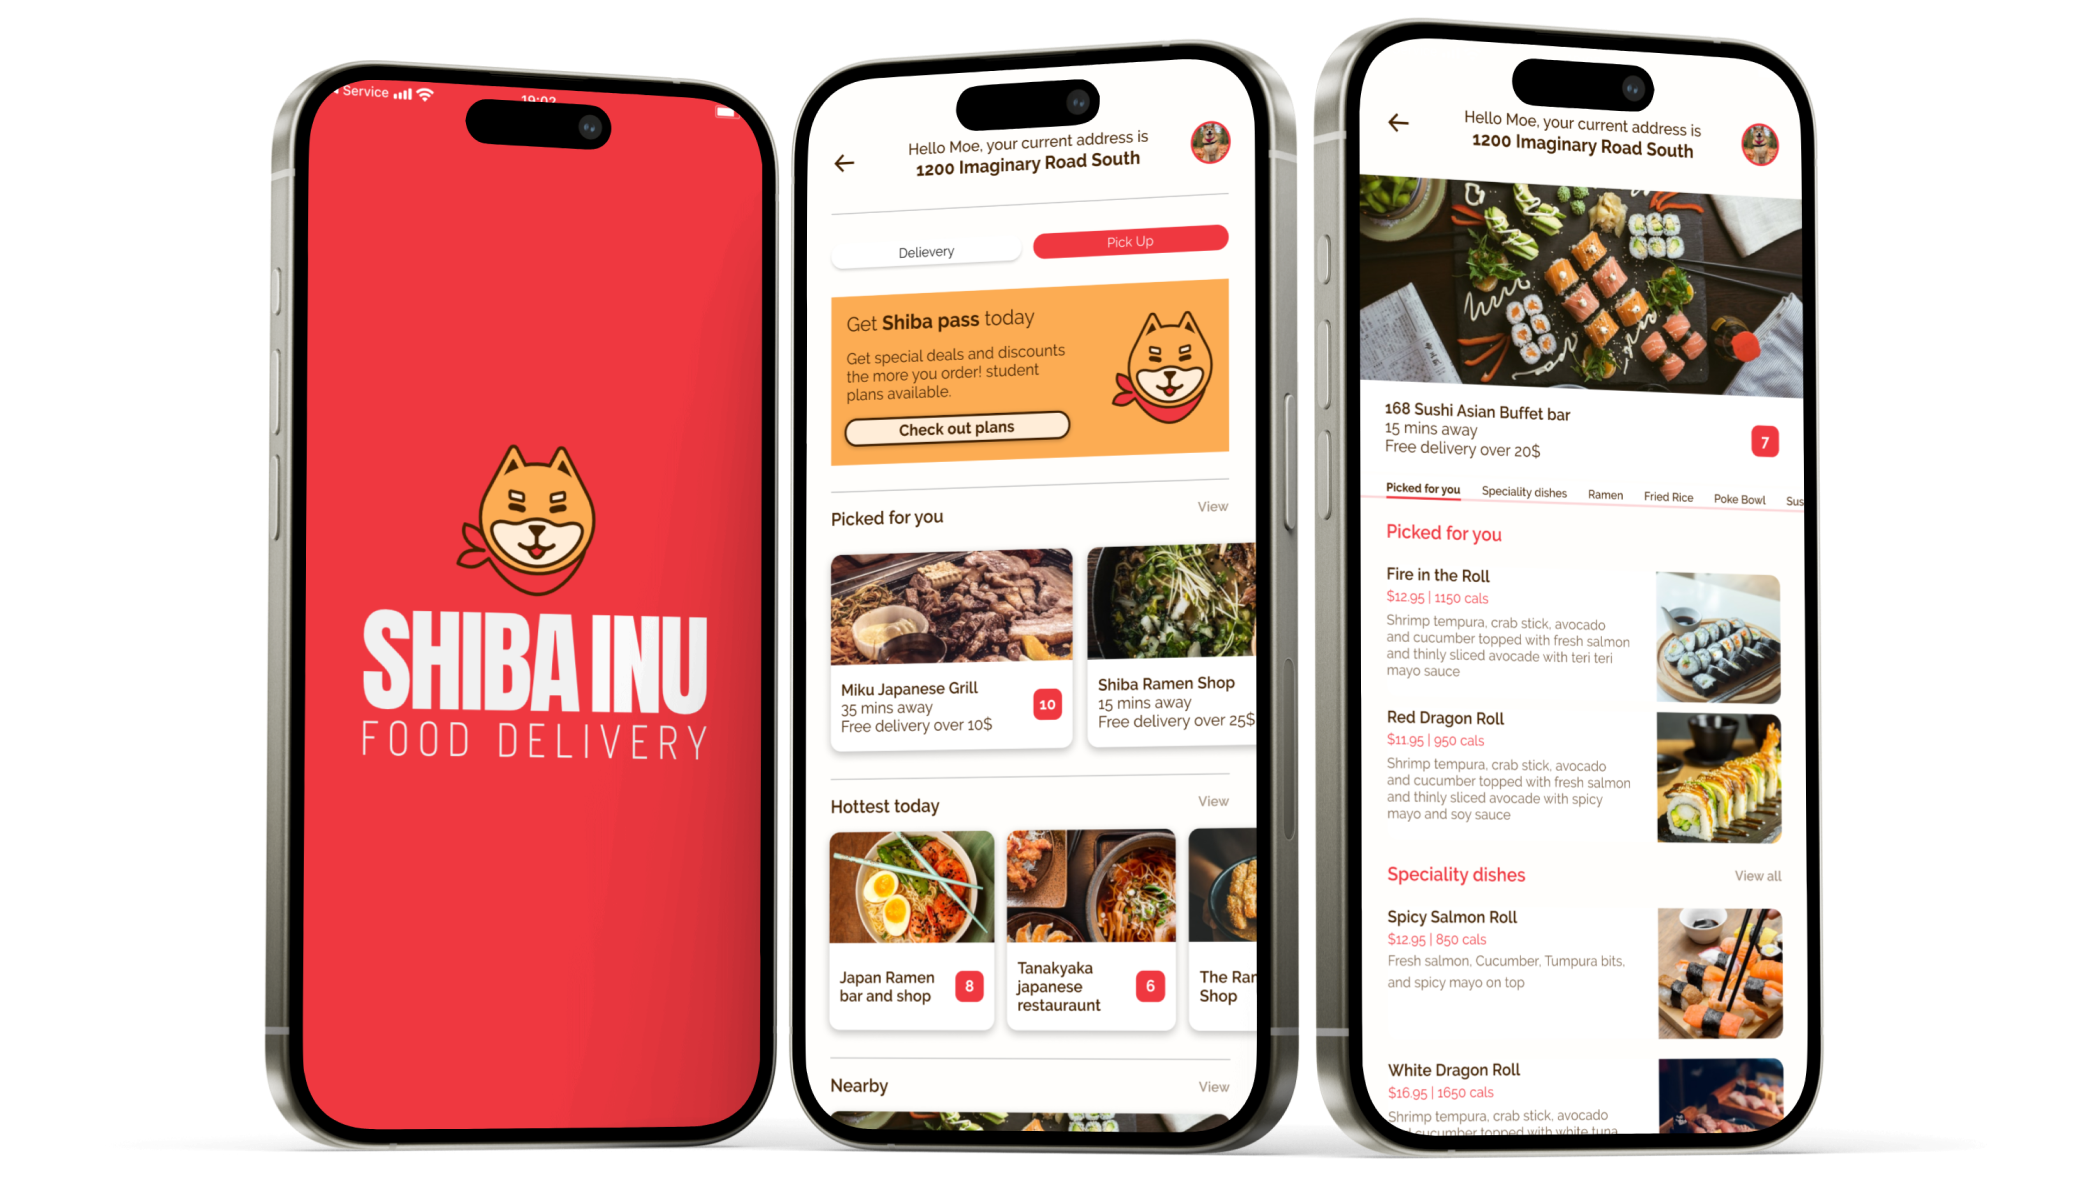 Service
19:02
SHIBA INU
FOOD DELIVERY
Hello Moe, your current address is
1200 Imaginary Road South
Delievery
Pick Up
Get Shiba pass today
Get special deals and discounts
the more you order! student
plans available.
Check out plans
Picked for you
View
Miku Japanese Grill
35 mins away
Free delivery over 10$
10
Shiba Ramen Shop
15 mins away
Free delivery over 25$
Hottest today
View
Japan Ramen
bar and shop
8
Tanakyaka
japanese
restauraunt
6
The Ran
Shop
Nearby
View
Hello Moe, your current address is
1200 Imaginary Road South
168 Sushi Asian Buffet bar
15 mins away
Free delivery over 20$
7
Picked for you
Speciality dishes
Ramen
Fried Rice
Poke Bowl
Sus
Picked for you
Fire in the Roll
$12.95 | 1150 cals
Shrimp tempura, crab stick, avocado
and cucumber topped with fresh salmon
and thinly sliced avocade with teri teri
mayo sauce
Red Dragon Roll
$11.95 | 950 cals
Shrimp tempura, crab stick, avocado
and cucumber topped with fresh salmon
and thinly sliced avocade with spicy
mayo and soy sauce
Speciality dishes
View all
Spicy Salmon Roll
$12.95 | 850 cals
Fresh salmon, Cucumber, Tumpura bits,
and spicy mayo on top
White Dragon Roll
$16.95 | 1650 cals
Shrimp tempura, crab stick, avocado
cucumber topped with white tuna